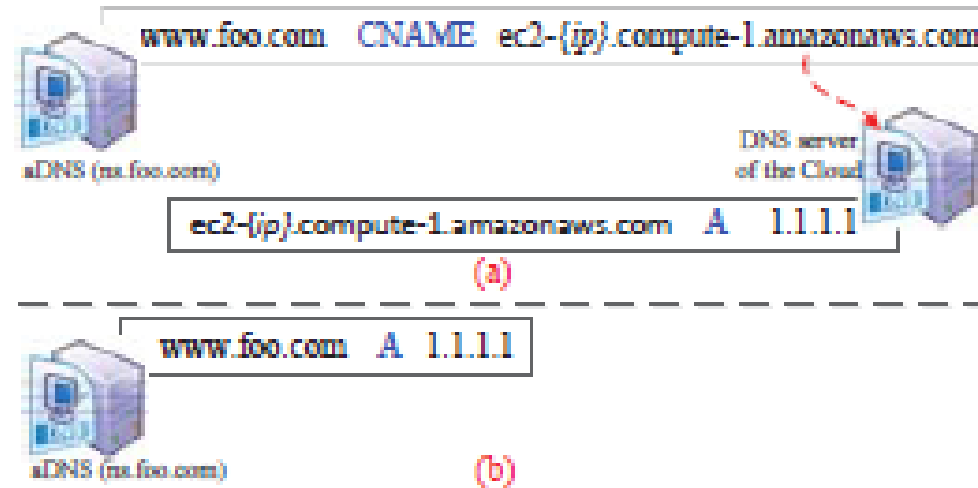 www.foo.com CNAME ec2-{ip}.compute-1.amazonaws.com
aDNS (ns.foo.com)
DNS server
of the Cloud
ec2-{ip}.compute-1.amazonaws.com A 1.1.1.1
(a)
www.foo.com A 1.1.1.1
aDNS (ns.foo.com)
(b)